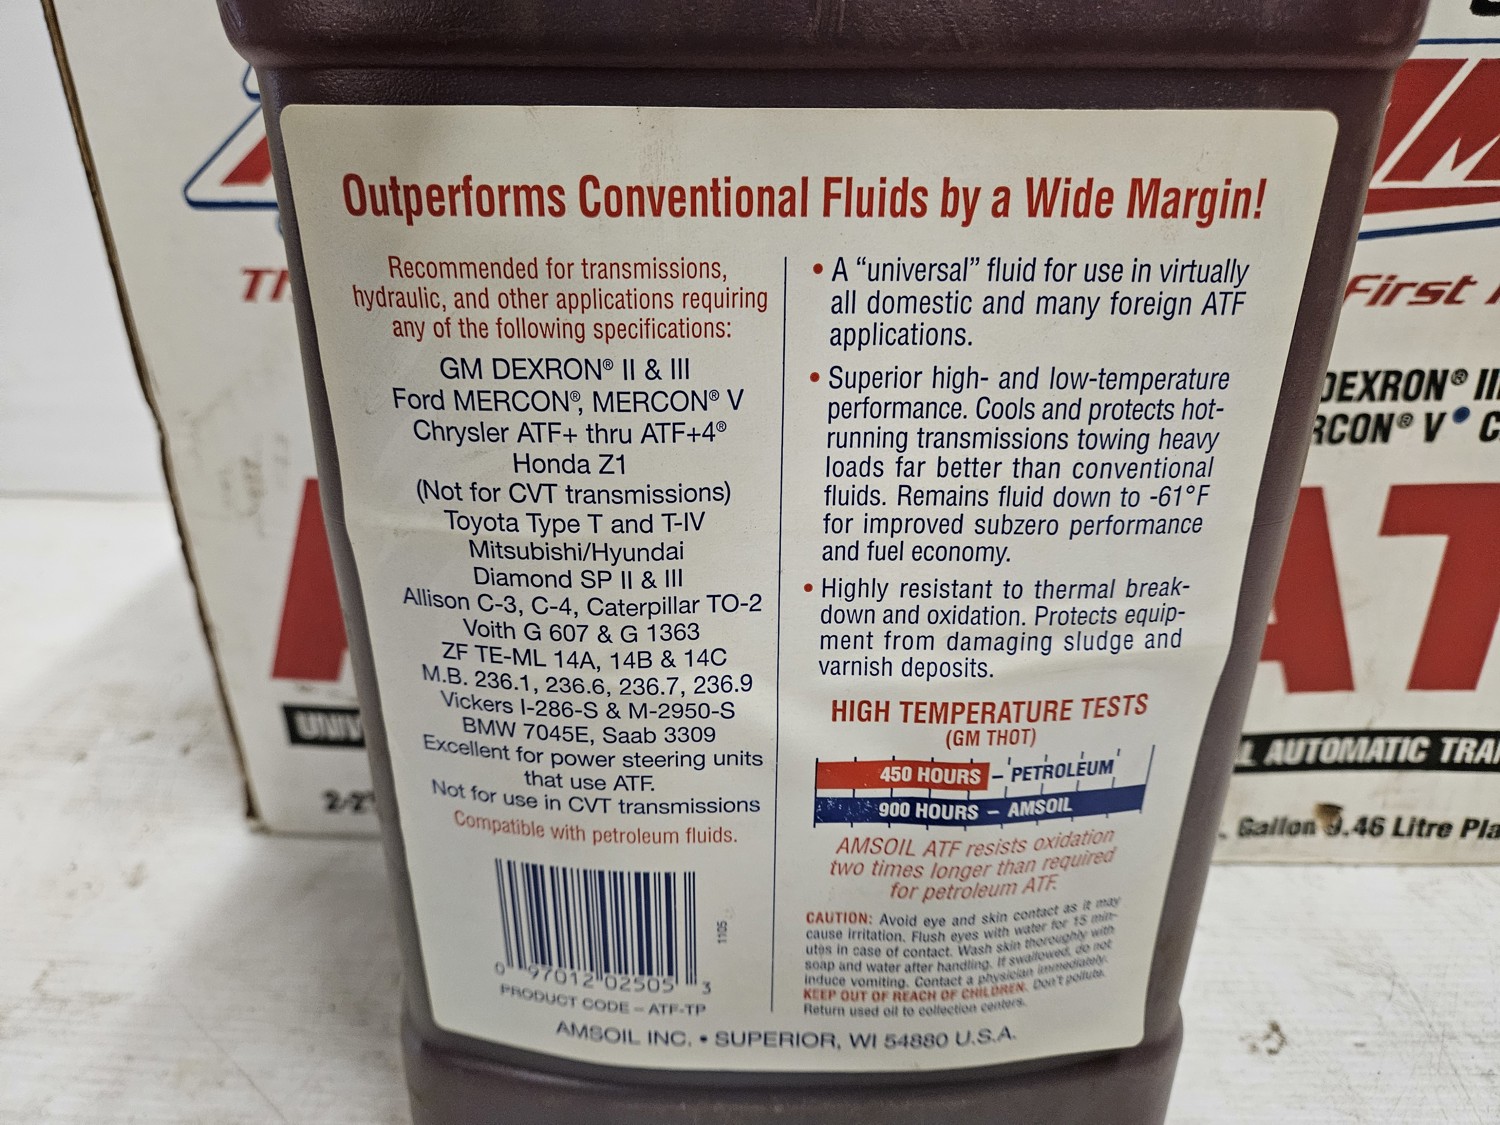 Outperforms Conventional Fluids by a Wide Margin!
Recommended for transmissions,
hydraulic, and other applications requiring
any of the following specifications:
GM DEXRON® II & III
Ford MERCON®, MERCON® V
Chrysler ATF+ thru ATF+4®
Honda Z1
(Not for CVT transmissions)
Toyota Type T and T-IV
Mitsubishi/Hyundai
Diamond SP II & III
Allison C-3, C-4, Caterpillar TO-2
Voith G 607 & G 1363
ZF TE-ML 14A, 14B & 14C
M.B. 236.1, 236.6, 236.7, 236.9
Vickers I-286-S & M-2950-S
BMW 7045E, Saab 3309
Excellent for power steering units
that use ATF.
Not for use in CVT transmissions
Compatible with petroleum fluids.
1105
0 97012 02505 3
PRODUCT CODE – ATF-TP
• A “universal” fluid for use in virtually
all domestic and many foreign ATF
applications.
• Superior high- and low-temperature
performance. Cools and protects hot-
running transmissions towing heavy
loads far better than conventional
fluids. Remains fluid down to -61°F
for improved subzero performance
and fuel economy.
• Highly resistant to thermal break-
down and oxidation. Protects equip-
ment from damaging sludge and
varnish deposits.
HIGH TEMPERATURE TESTS
(GM THOT)
450 HOURS – PETROLEUM
900 HOURS – AMSOIL
AMSOIL ATF resists oxidation
two times longer than required
for petroleum ATF.
CAUTION: Avoid eye and skin contact as it may
cause irritation. Flush eyes with water for 15 min-
utes in case of contact. Wash skin thoroughly with
soap and water after handling. If swallowed, do not
induce vomiting. Contact a physician immediately.
KEEP OUT OF REACH OF CHILDREN. Don't pollute.
Return used oil to collection centers.
AMSOIL INC. • SUPERIOR, WI 54880 U.S.A.
First
DEXRON® III
RCON® V • C
AT
L AUTOMATIC TRA
Gallon 9.46 Litre Pla
TH
UNIV
2-2